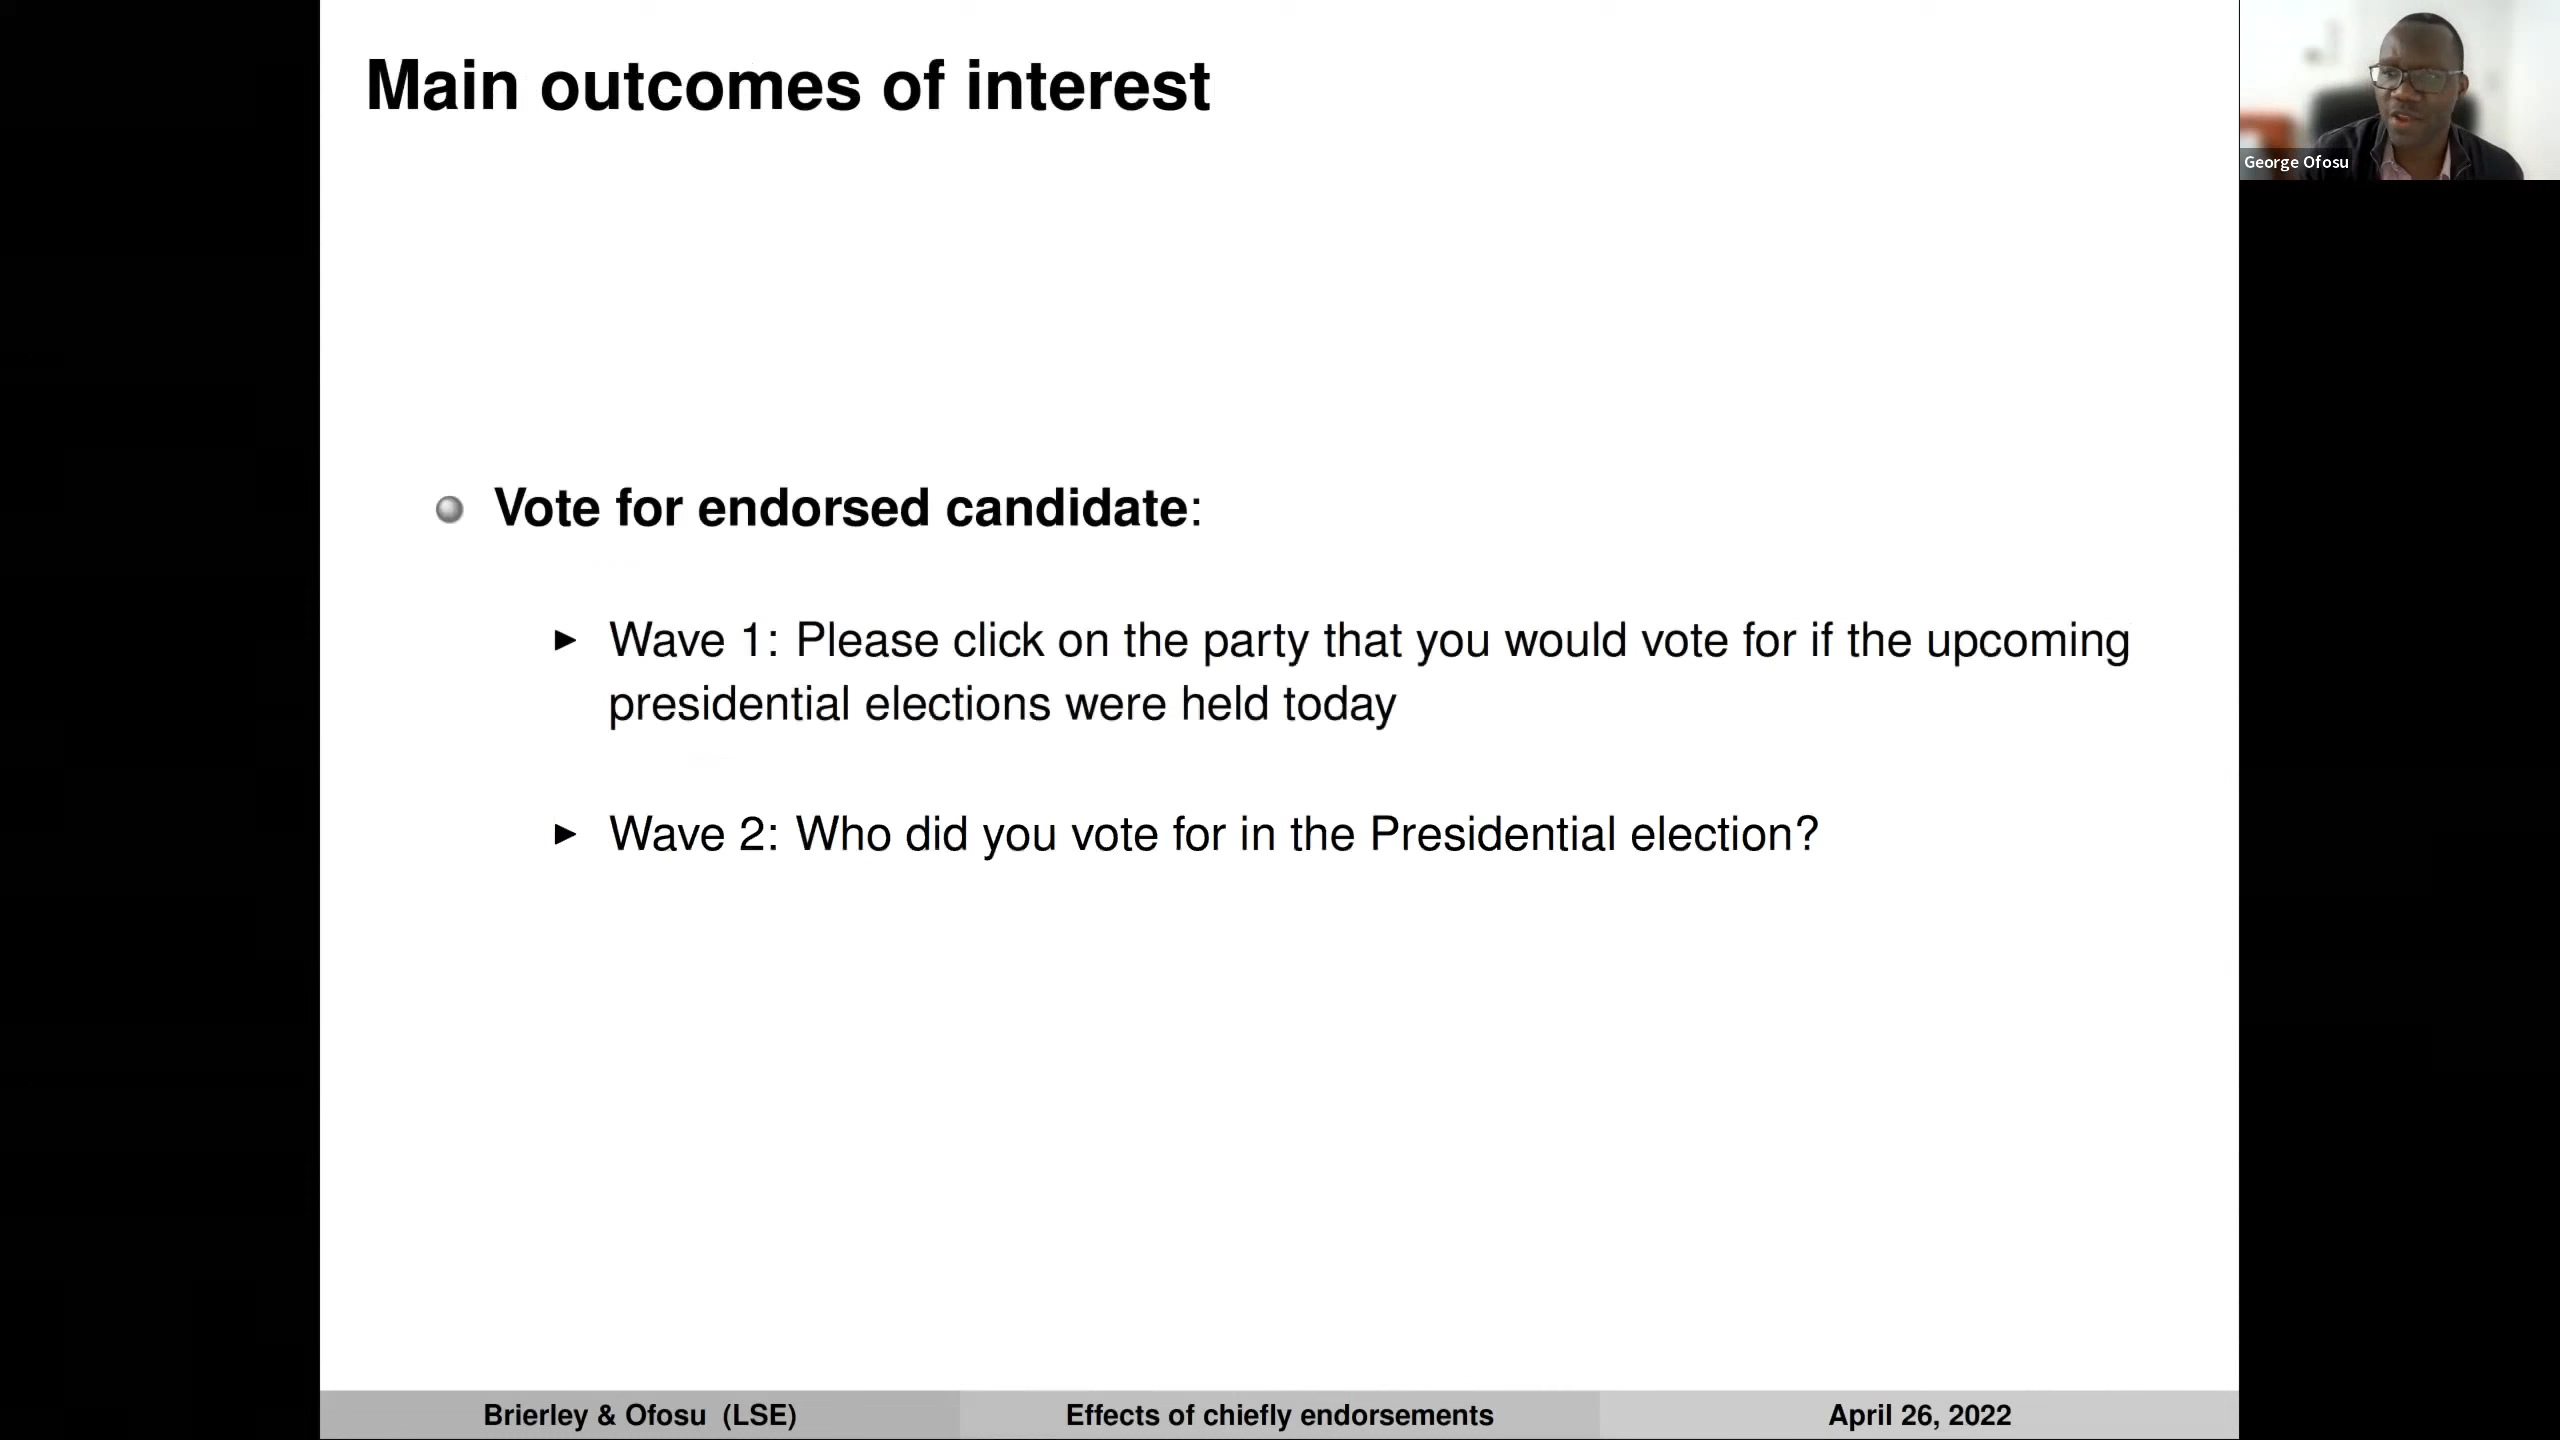 Main outcomes of interest
George Ofosu
Vote for endorsed candidate:
Wave 1: Please click on the party that you would vote for if the upcoming
presidential elections were held today
Wave 2: Who did you vote for in the Presidential election?
Brierley & Ofosu (LSE)
Effects of chiefly endorsements
April 26, 2022